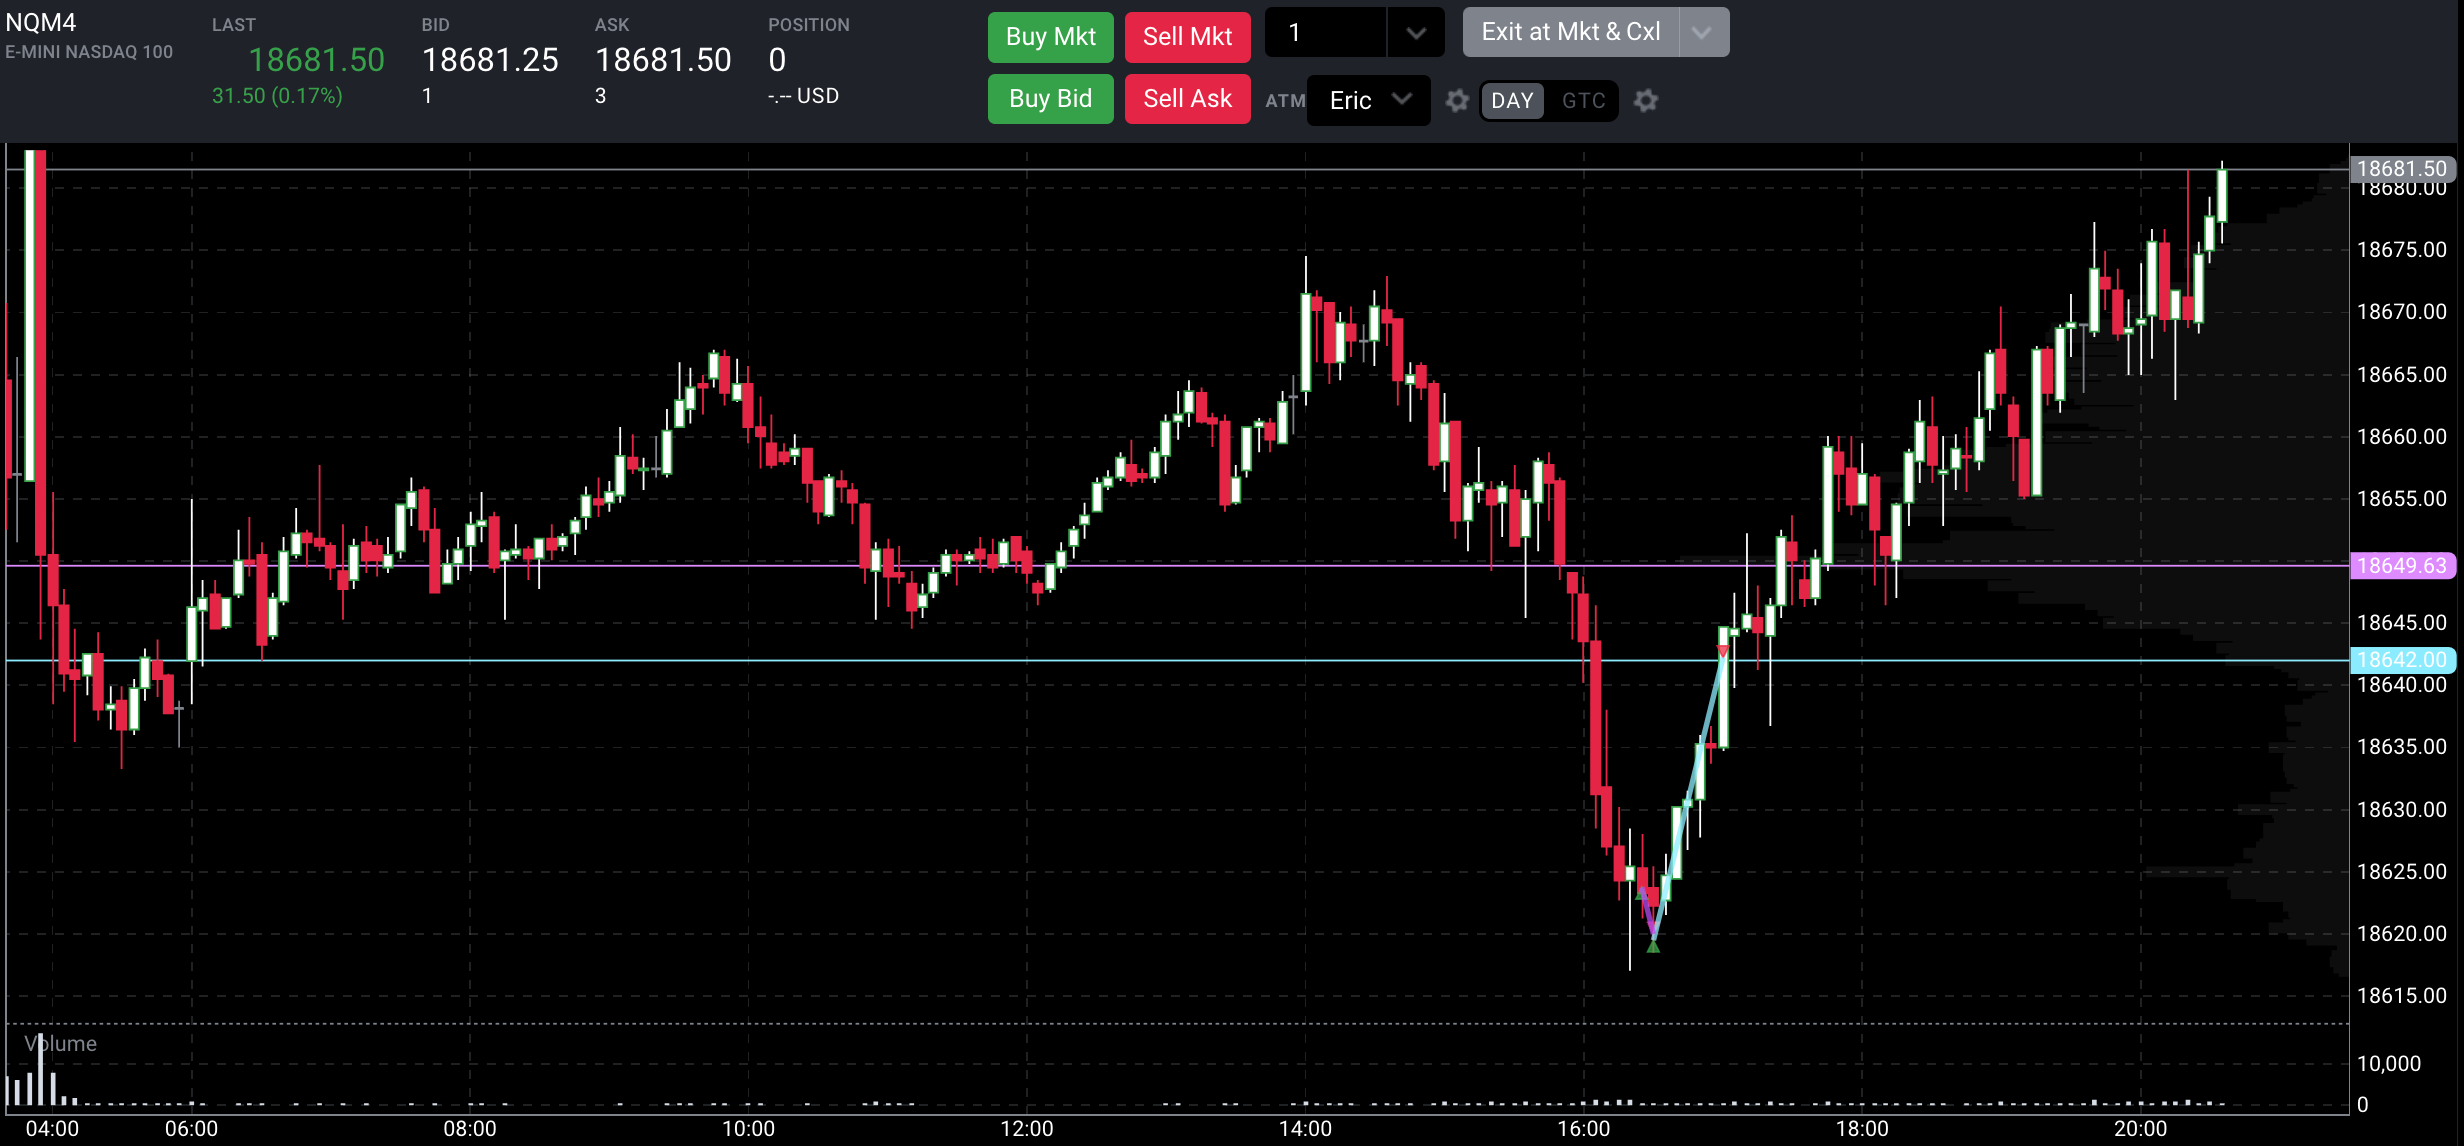 NQM4
E-MINI NASDAQ 100
LAST
18681.50
31.50 (0.17%)
BID
18681.25
1
ASK
18681.50
3
POSITION
0
-.-- USD
Buy Mkt
Sell Mkt
1
Exit at Mkt & Cxl
Buy Bid
Sell Ask
ATM
Eric
DAY
GTC
18681.50
18680.00
18675.00
18670.00
18665.00
18660.00
18655.00
18649.63
18645.00
18642.00
18640.00
18635.00
18630.00
18625.00
18620.00
18615.00
Volume
10,000
0
04:00
06:00
08:00
10:00
12:00
14:00
16:00
18:00
20:00